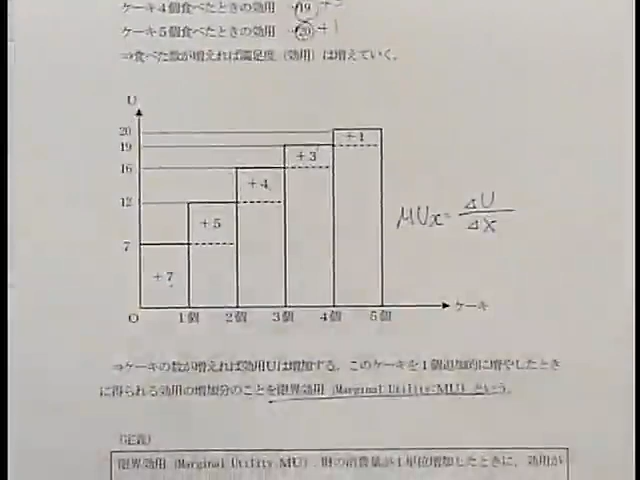 ケーキ4個食べたときの効用 19 +3
ケーキ5個食べたときの効用 20 +1
⇒食べた数が増えれば満足度（効用）は増えていく。
U
20
19
16
12
7
+1
+3
+4
+5
+7
MUx= ΔU/ΔX
O 1個 2個 3個 4個 5個 ケーキ
⇒ケーキの数が増えれば効用Uは増加する。このケーキを1個追加的に増やしたとき
に得られる効用の増加分のことを限界効用（Marginal Utility:MU）という。
（定義）
限界効用（Marginal Utility:MU）：財の消費量が1単位増加したときに、効用が